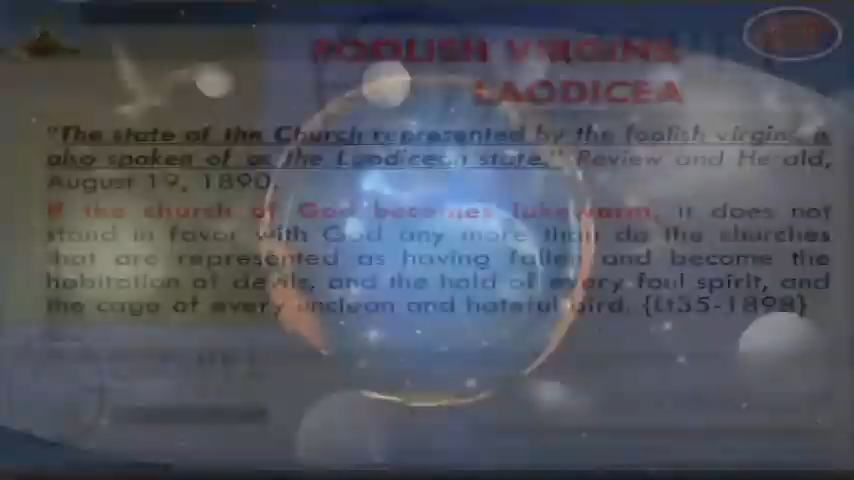 FOOLISH VIRGINS
LAODICEA
"The state of the Church represented by the foolish virgins, is
also spoken of as the Laodicean state." Review and Herald,
August 19, 1890.
If the church of God becomes lukewarm, it does not
stand in favor with God any more than do the churches
that are represented as having fallen and become the
habitation of devils, and the hold of every foul spirit, and
the cage of every unclean and hateful bird. {Lt35-1898}